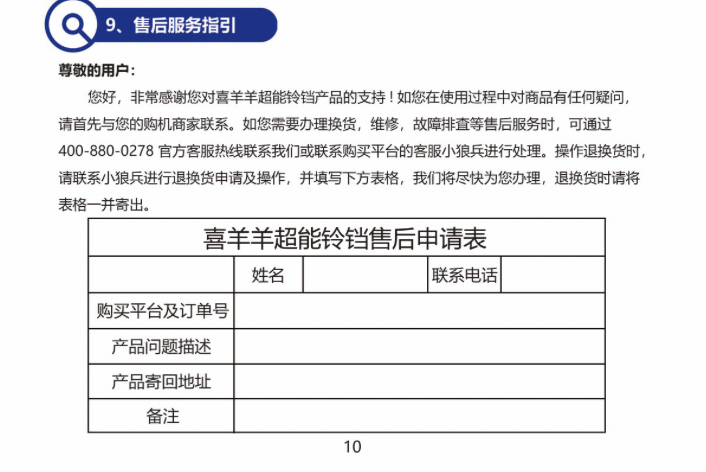 9、售后服务指引
尊敬的用户：
您好，非常感谢您对喜羊羊超能铃铛产品的支持！如您在使用过程中对商品有任何疑问，
请首先与您的购机商家联系。如您需要办理换货，维修，故障排查等售后服务时，可通过
400-880-0278 官方客服热线联系我们或联系购买平台的客服小狼兵进行处理。操作退换货时，
请联系小狼兵进行退换货申请及操作，并填写下方表格，我们将尽快为您办理，退换货时请将
表格一并寄出。
喜羊羊超能铃铛售后申请表
姓名 联系电话
购买平台及订单号
产品问题描述
产品寄回地址
备注
10